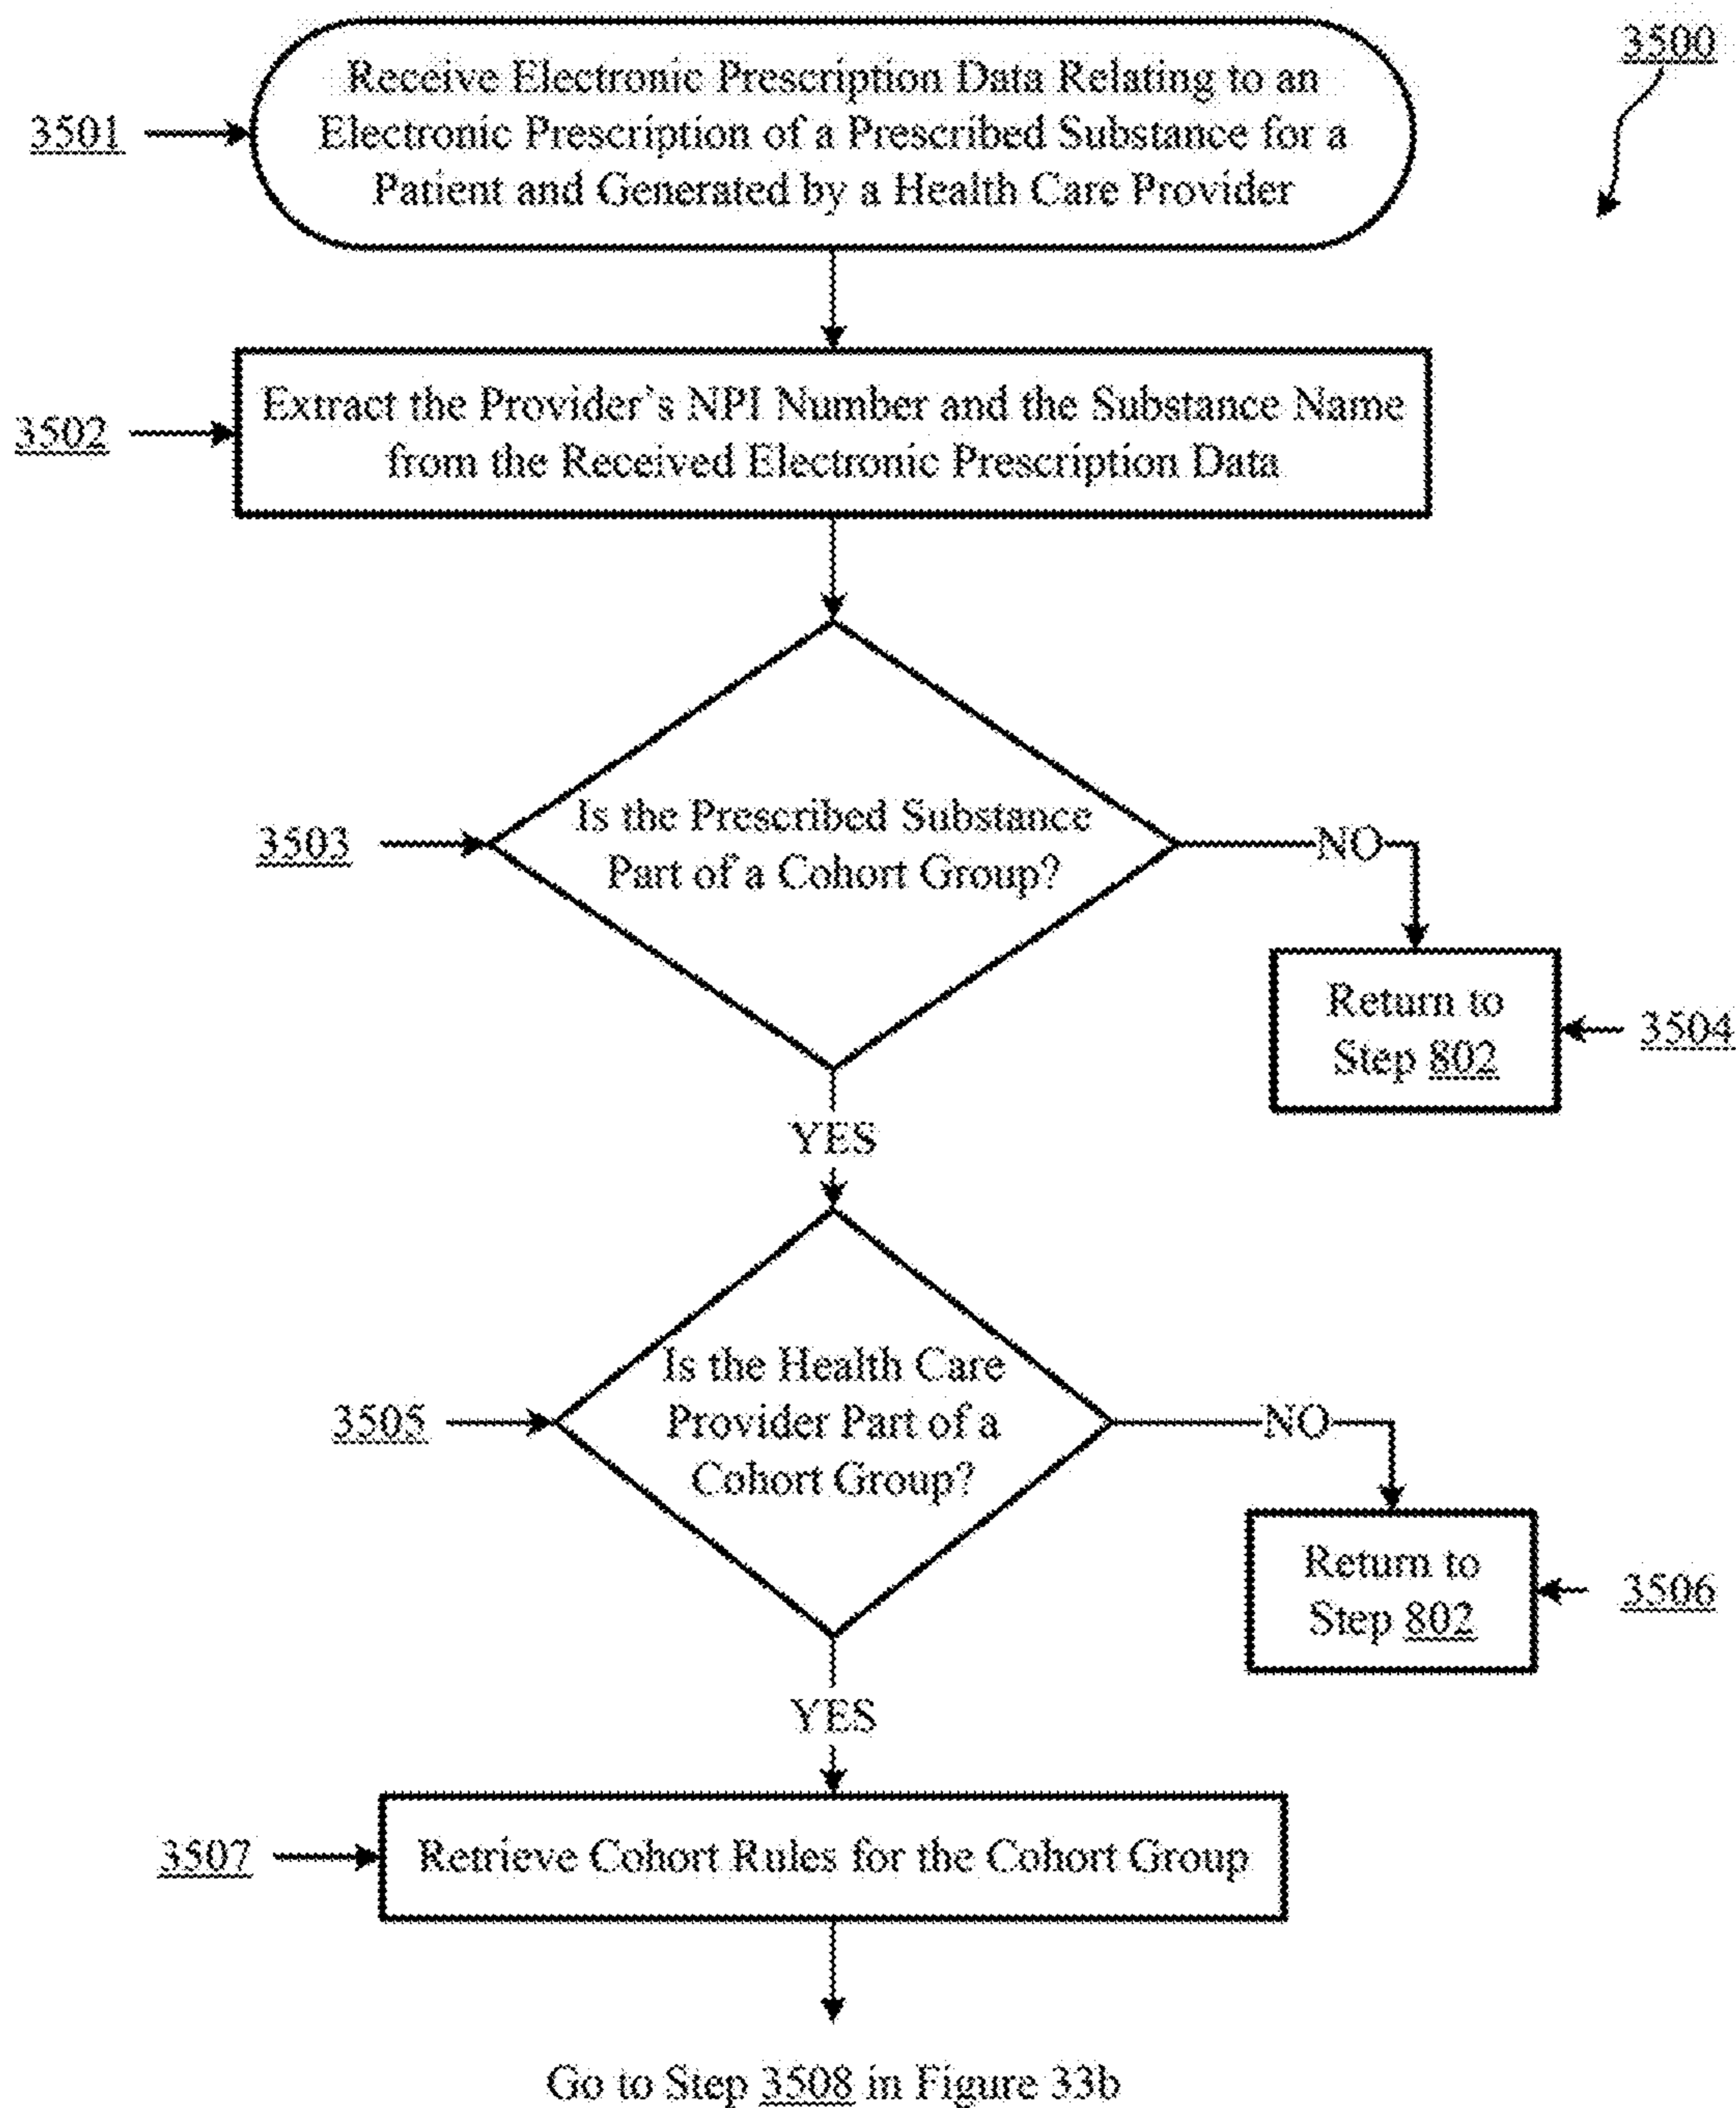 3500
Receive Electronic Prescription Data Relating to an
3501
Electronic Prescription of a Prescribed Substance for a
Patient and Generated by a Health Care Provider
Extract the Provider's NPI Number and the Substance Name
3502
from the Received Electronic Prescription Data
Is the Prescribed Substance
3503
NO
Part of a Cohort Group?
Return to
3504
Step 802
YES
Is the Health Care
3505
Provider Part of a
NO
Cohort Group?
Return to
3506
Step 802
YES
3507
Retrieve Cohort Rules for the Cohort Group
Go to Step 3508 in Figure 33b